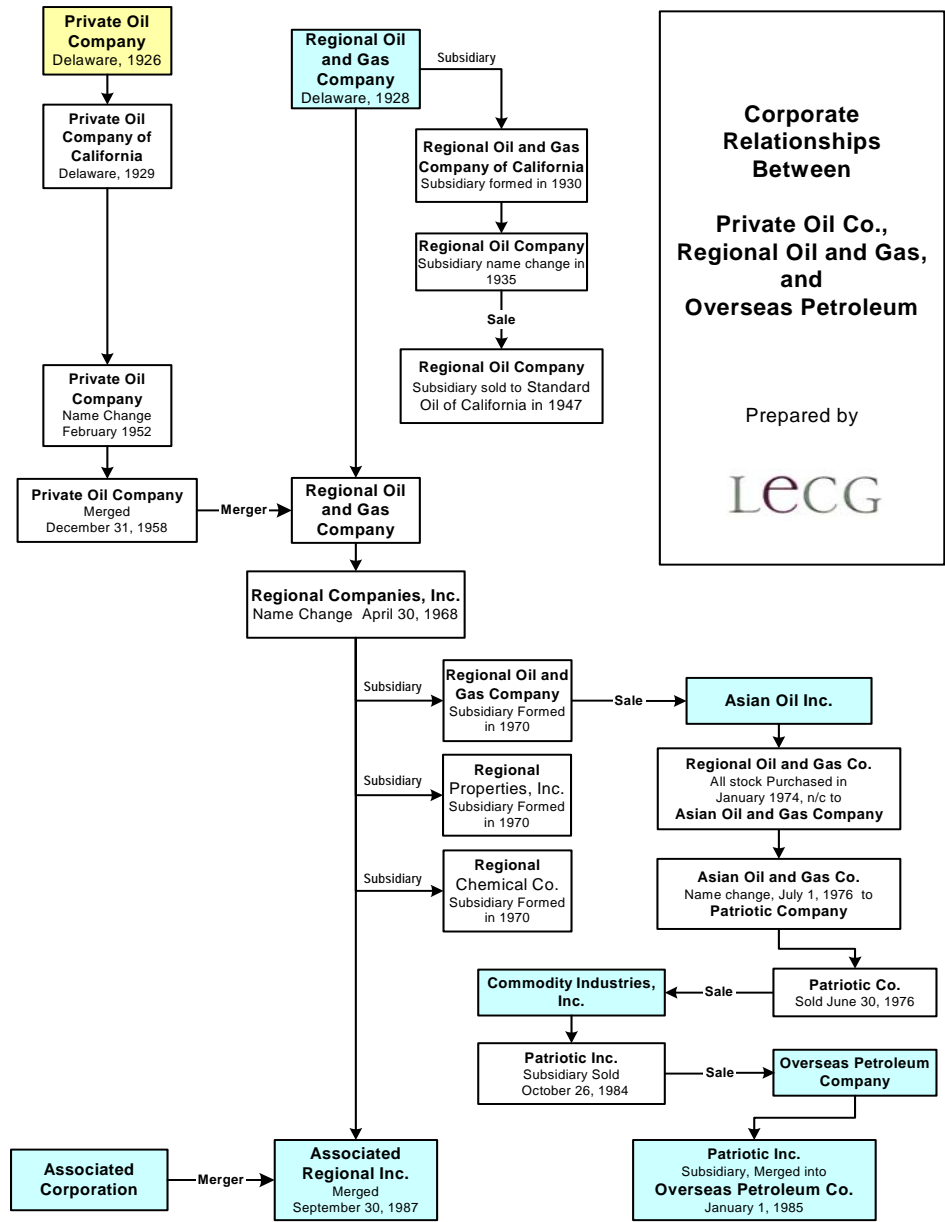 Private Oil
Company
Delaware, 1926
Regional Oil
and Gas
Company
Delaware, 1928
Subsidiary
Private Oil
Company of
California
Delaware, 1929
Regional Oil and Gas
Company of California
Subsidiary formed in 1930
Regional Oil Company
Subsidiary name change in
1935
Sale
Regional Oil Company
Subsidiary sold to Standard
Oil of California in 1947
Corporate
Relationships
Between
Private Oil Co.,
Regional Oil and Gas,
and
Overseas Petroleum
Prepared by
LECG
Private Oil
Company
Name Change
February 1952
Private Oil Company
Merged
December 31, 1958
Merger
Regional Oil
and Gas
Company
Regional Companies, Inc.
Name Change April 30, 1968
Subsidiary
Regional Oil and
Gas Company
Subsidiary Formed
in 1970
Sale
Asian Oil Inc.
Subsidiary
Regional
Properties, Inc.
Subsidiary Formed
in 1970
Regional Oil and Gas Co.
All stock Purchased in
January 1974, n/c to
Asian Oil and Gas Company
Subsidiary
Regional
Chemical Co.
Subsidiary Formed
in 1970
Asian Oil and Gas Co.
Name change, July 1, 1976 to
Patriotic Company
Patriotic Co.
Sold June 30, 1976
Sale
Commodity Industries,
Inc.
Patriotic Inc.
Subsidiary Sold
October 26, 1984
Sale
Overseas Petroleum
Company
Associated
Corporation
Merger
Associated
Regional Inc.
Merged
September 30, 1987
Patriotic Inc.
Subsidiary, Merged into
Overseas Petroleum Co.
January 1, 1985